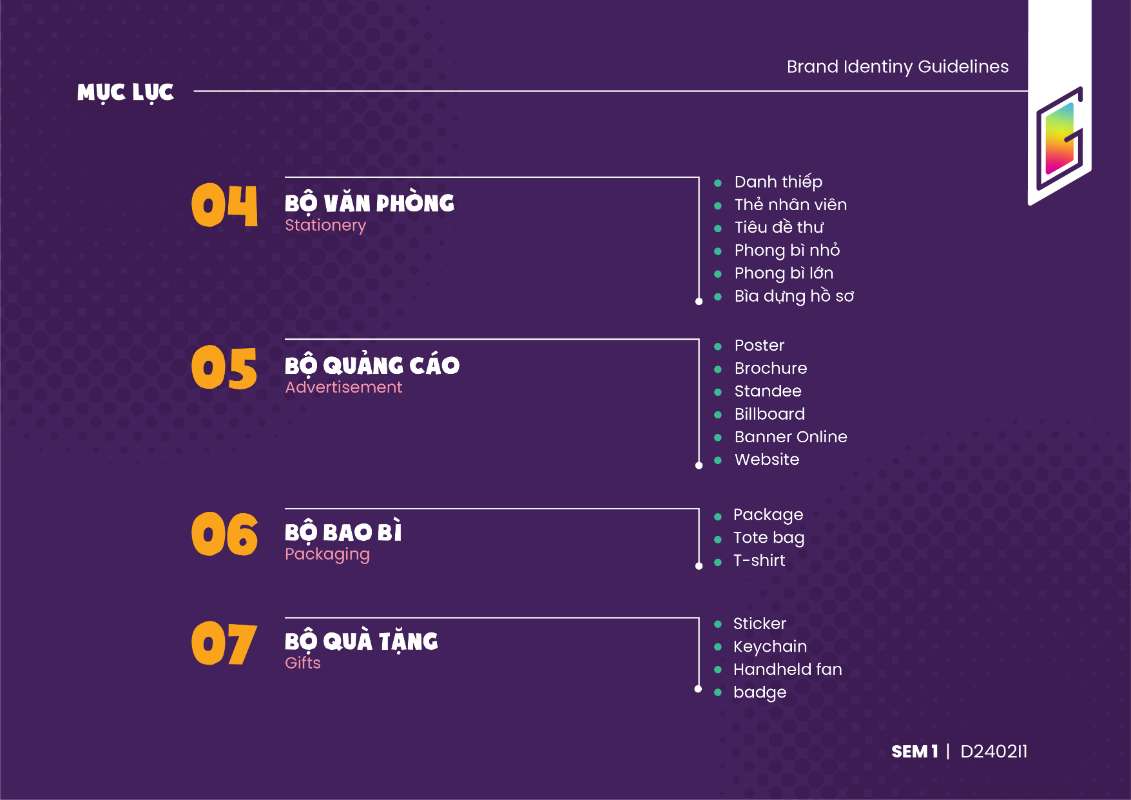 Brand Identiny Guidelines
MỤC LỤC
04
BỘ VĂN PHÒNG
Stationery
Danh thiếp
Thẻ nhân viên
Tiêu đề thư
Phong bì nhỏ
Phong bì lớn
Bìa dựng hồ sơ
05
BỘ QUẢNG CÁO
Advertisement
Poster
Brochure
Standee
Billboard
Banner Online
Website
06
BỘ BAO BÌ
Packaging
Package
Tote bag
T-shirt
07
BỘ QUÀ TẶNG
Gifts
Sticker
Keychain
Handheld fan
badge
SEM 1 | D2402I1
G